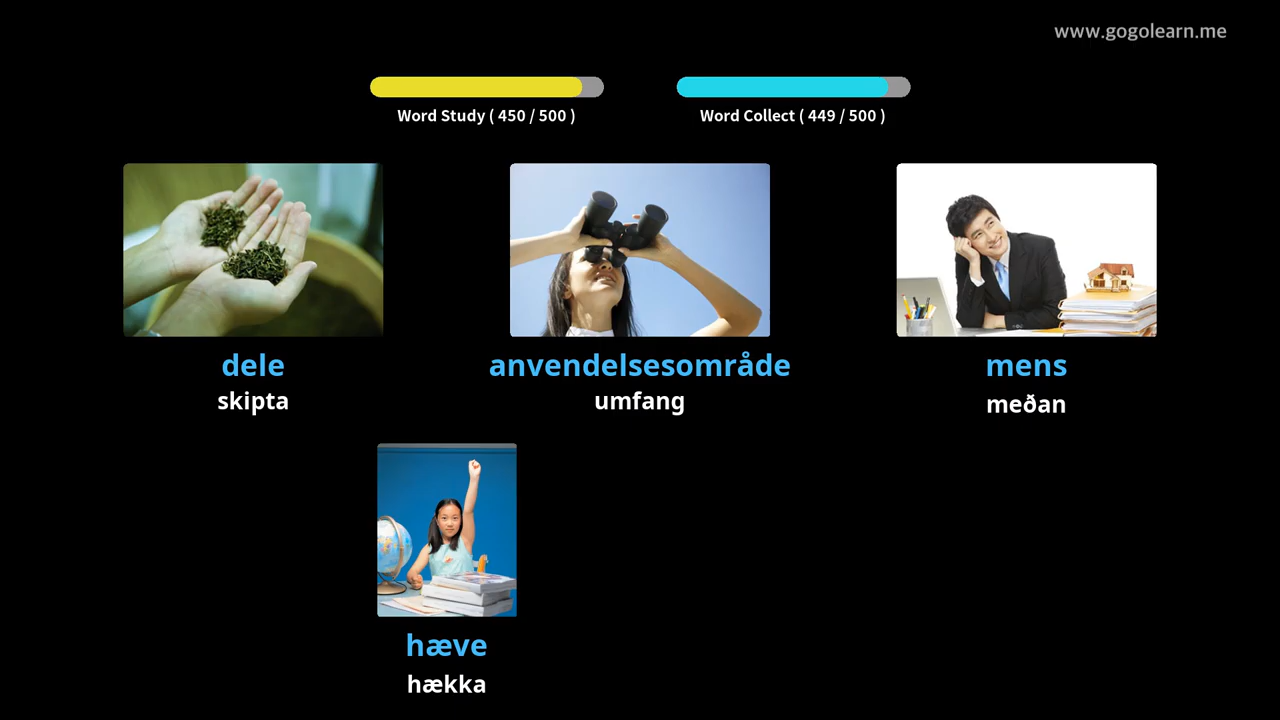 www.gogolearn.me
Word Study ( 450 / 500 )
Word Collect ( 449 / 500 )
dele
skipta
anvendelsesområde
umfang
mens
meðan
hæve
hækka